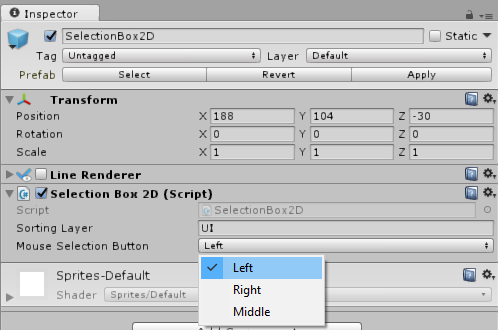 Inspector
SelectionBox2D Static
Tag Untagged Layer Default
Prefab Select Revert Apply
Transform
Position X 188 Y 104 Z -30
Rotation X 0 Y 0 Z 0
Scale X 1 Y 1 Z 1
Line Renderer
Selection Box 2D (Script)
Script SelectionBox2D
Sorting Layer UI
Mouse Selection Button Left
Left
Sprites-Default
Right
Shader Sprites/Default
Middle